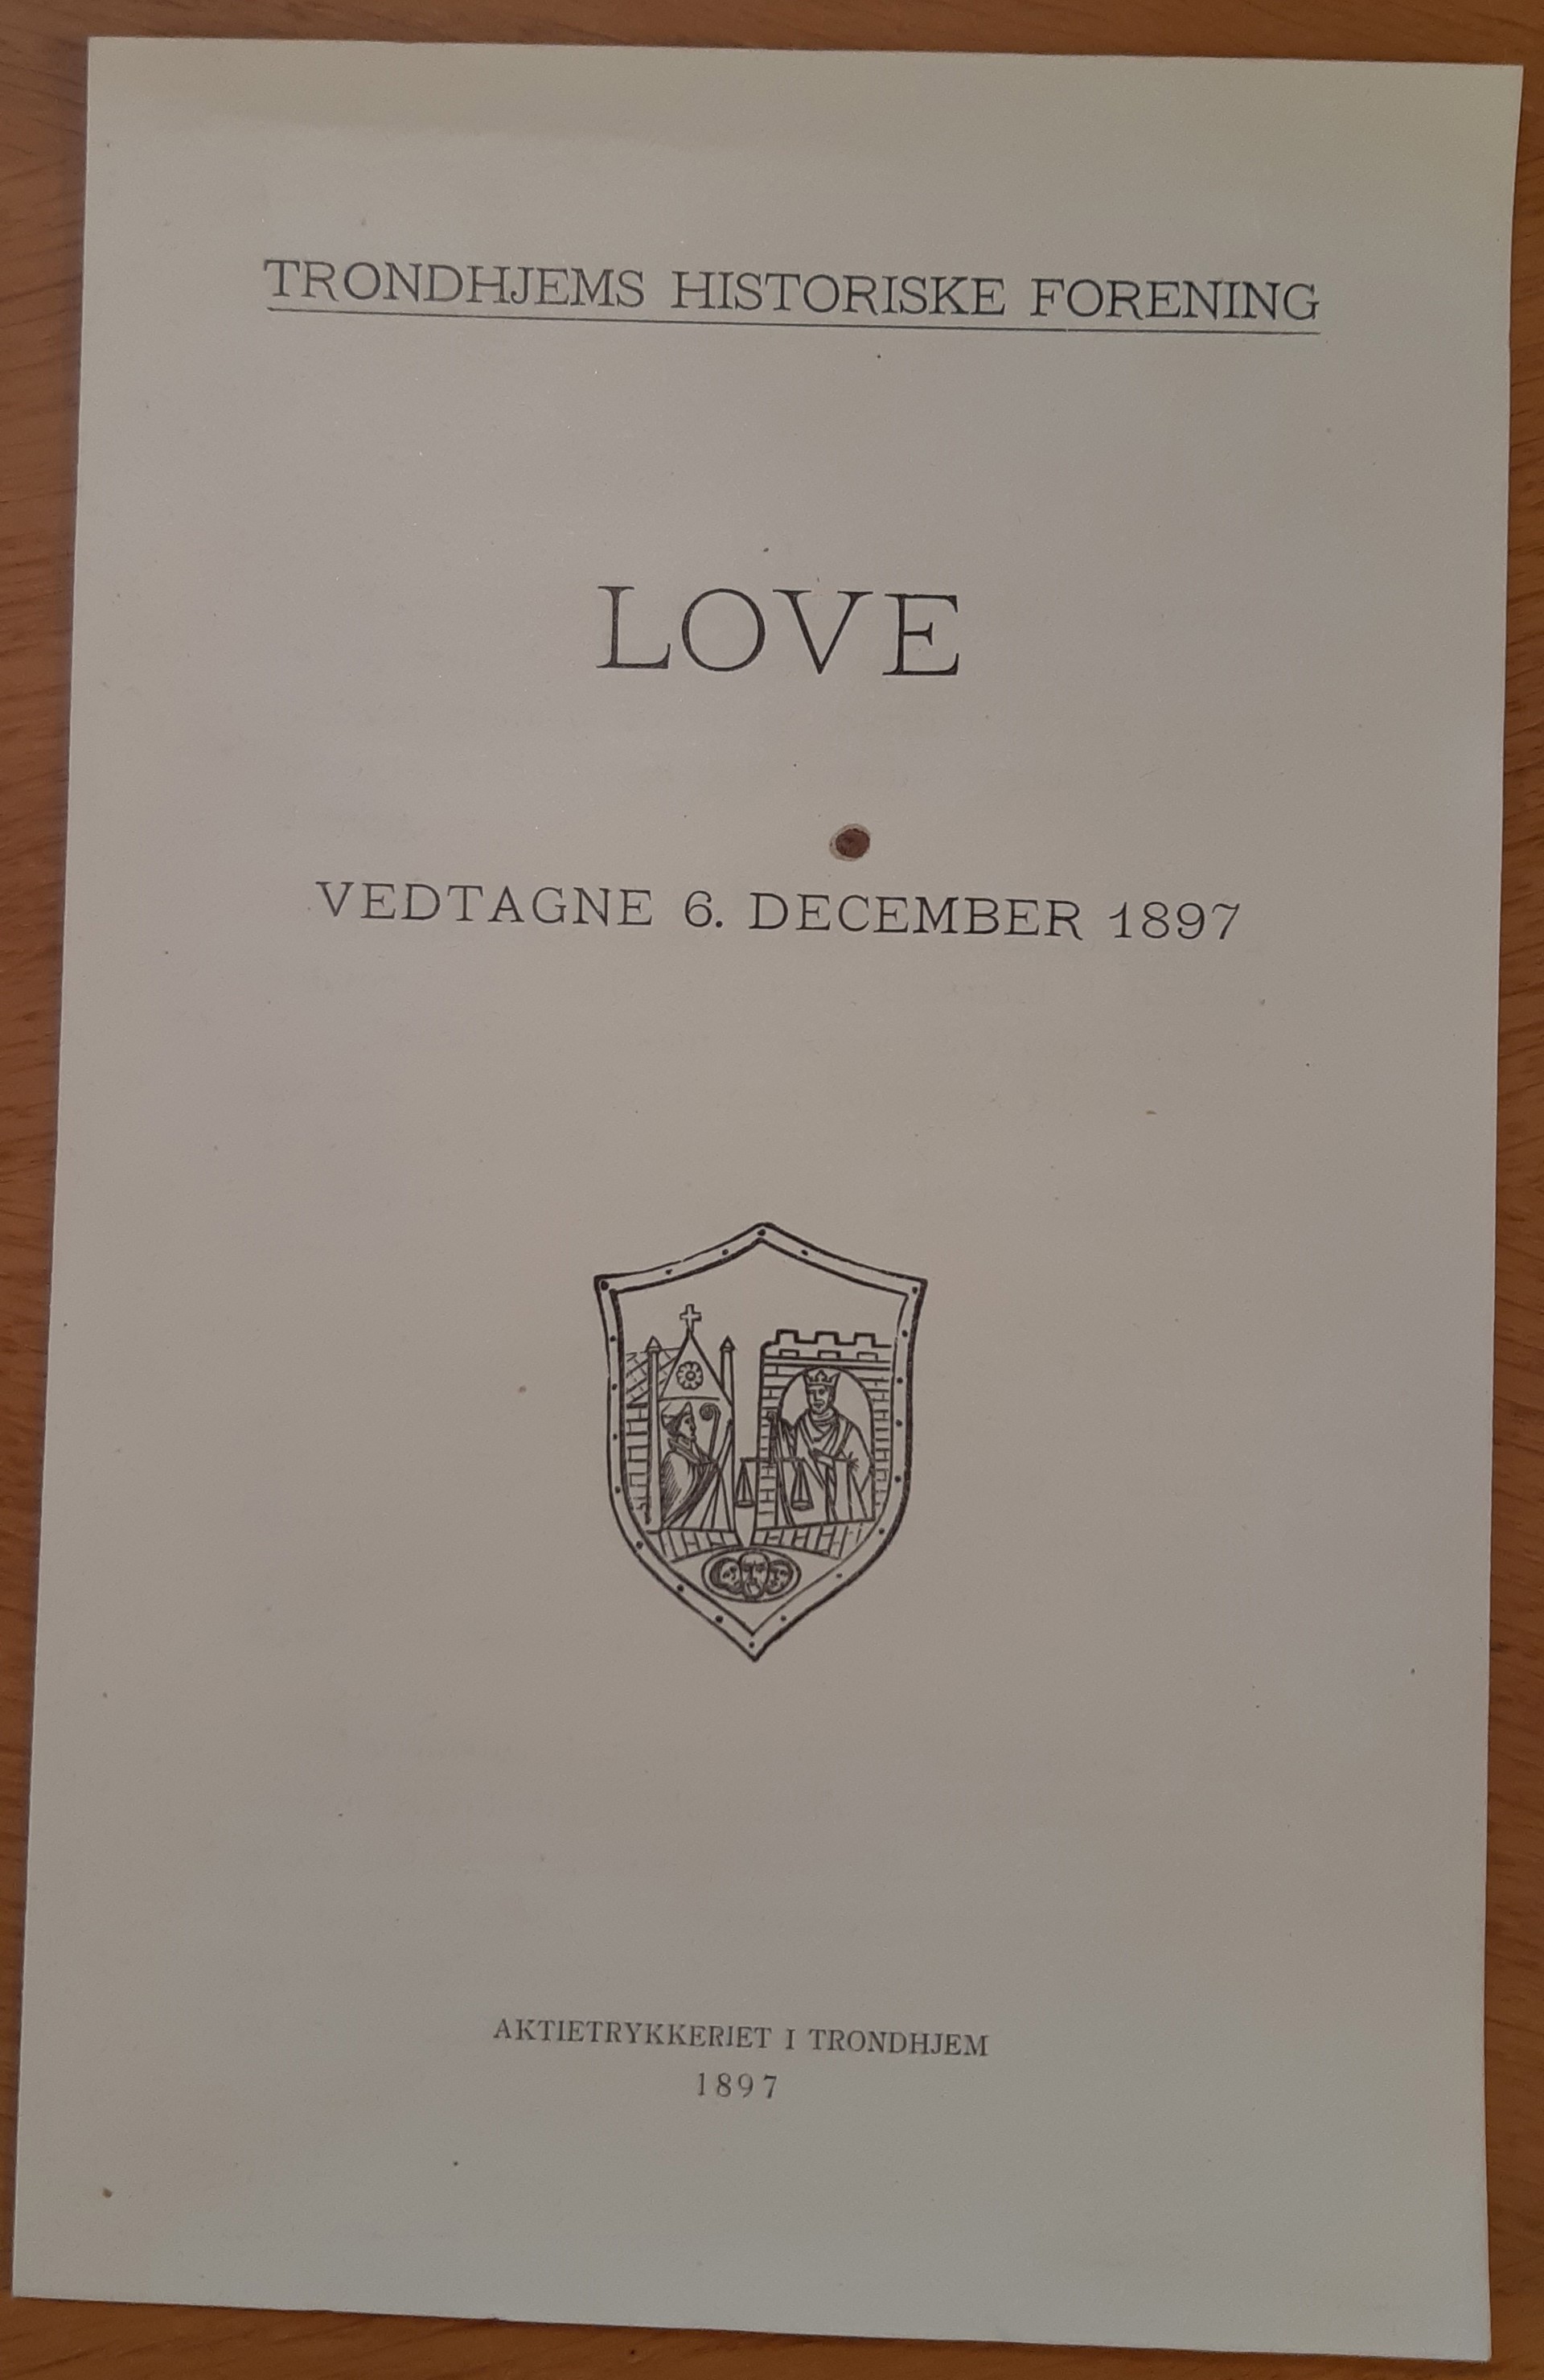 TRONDHJEMS HISTORISKE FORENING
LOVE
VEDTAGNE 6. DECEMBER 1897
AKTIETRYKKERIET I TRONDHJEM
1897